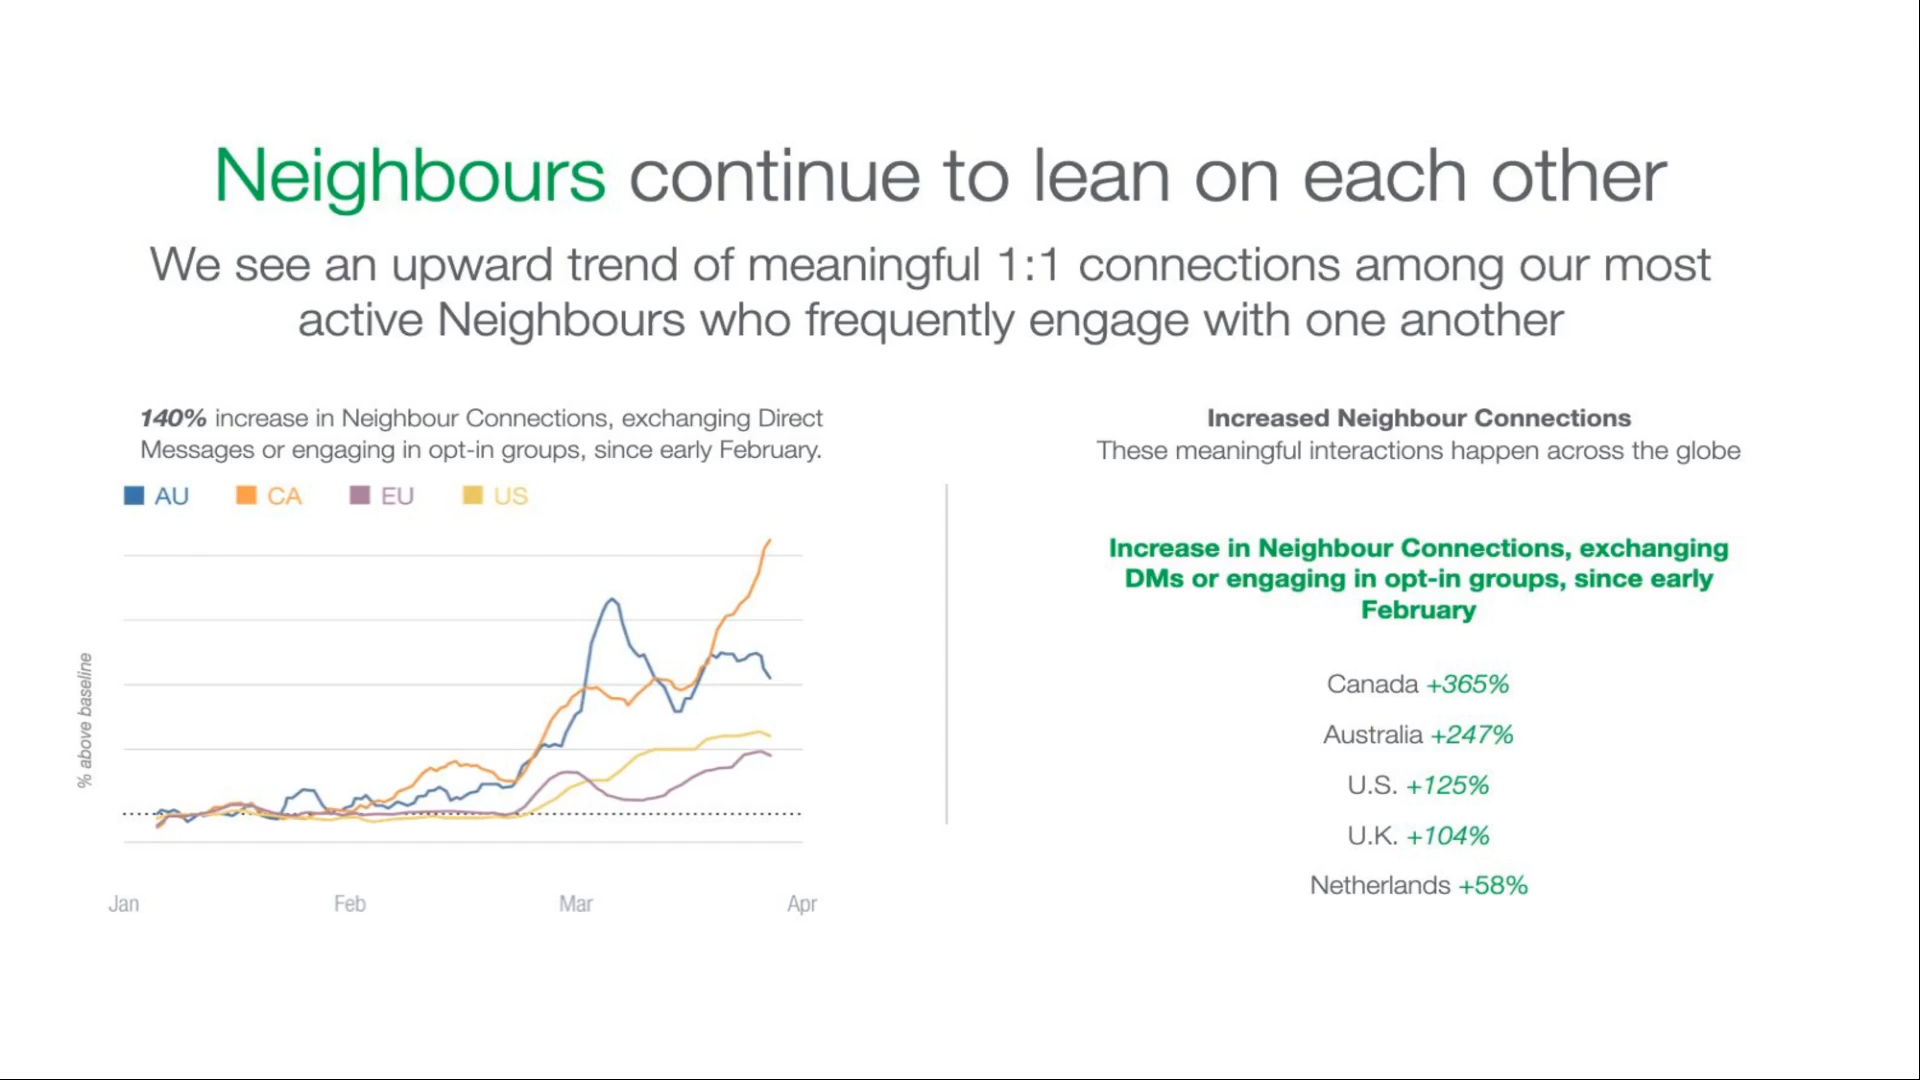 Neighbours continue to lean on each other
We see an upward trend of meaningful 1:1 connections among our most
active Neighbours who frequently engage with one another
140% increase in Neighbour Connections, exchanging Direct
Messages or engaging in opt-in groups, since early February.
AU CA EU US
% above baseline
Jan Feb Mar Apr
Increased Neighbour Connections
These meaningful interactions happen across the globe
Increase in Neighbour Connections, exchanging
DMs or engaging in opt-in groups, since early
February
Canada +365%
Australia +247%
U.S. +125%
U.K. +104%
Netherlands +58%